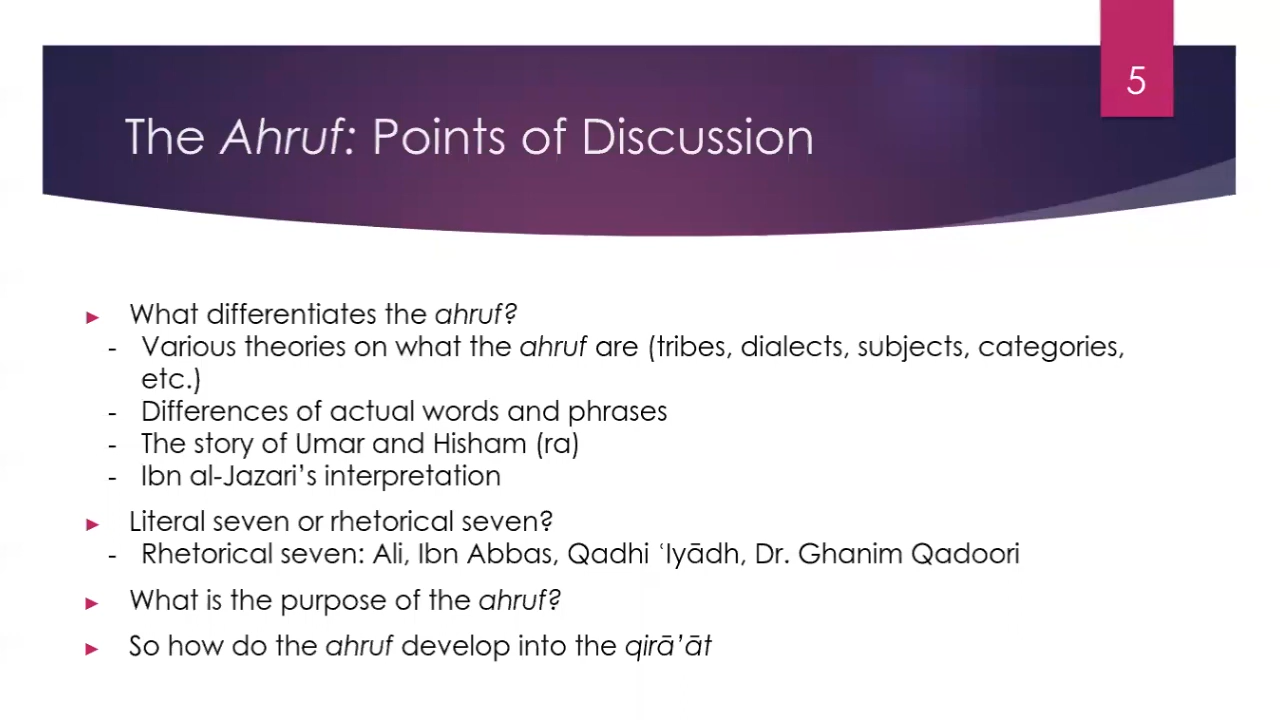 5
The Ahruf: Points of Discussion
► What differentiates the ahruf?
- Various theories on what the ahruf are (tribes, dialects, subjects, categories,
etc.)
- Differences of actual words and phrases
- The story of Umar and Hisham (ra)
- Ibn al-Jazari’s interpretation
► Literal seven or rhetorical seven?
- Rhetorical seven: Ali, Ibn Abbas, Qadhi ʿIyādh, Dr. Ghanim Qadoori
► What is the purpose of the ahruf?
► So how do the ahruf develop into the qirā’āt